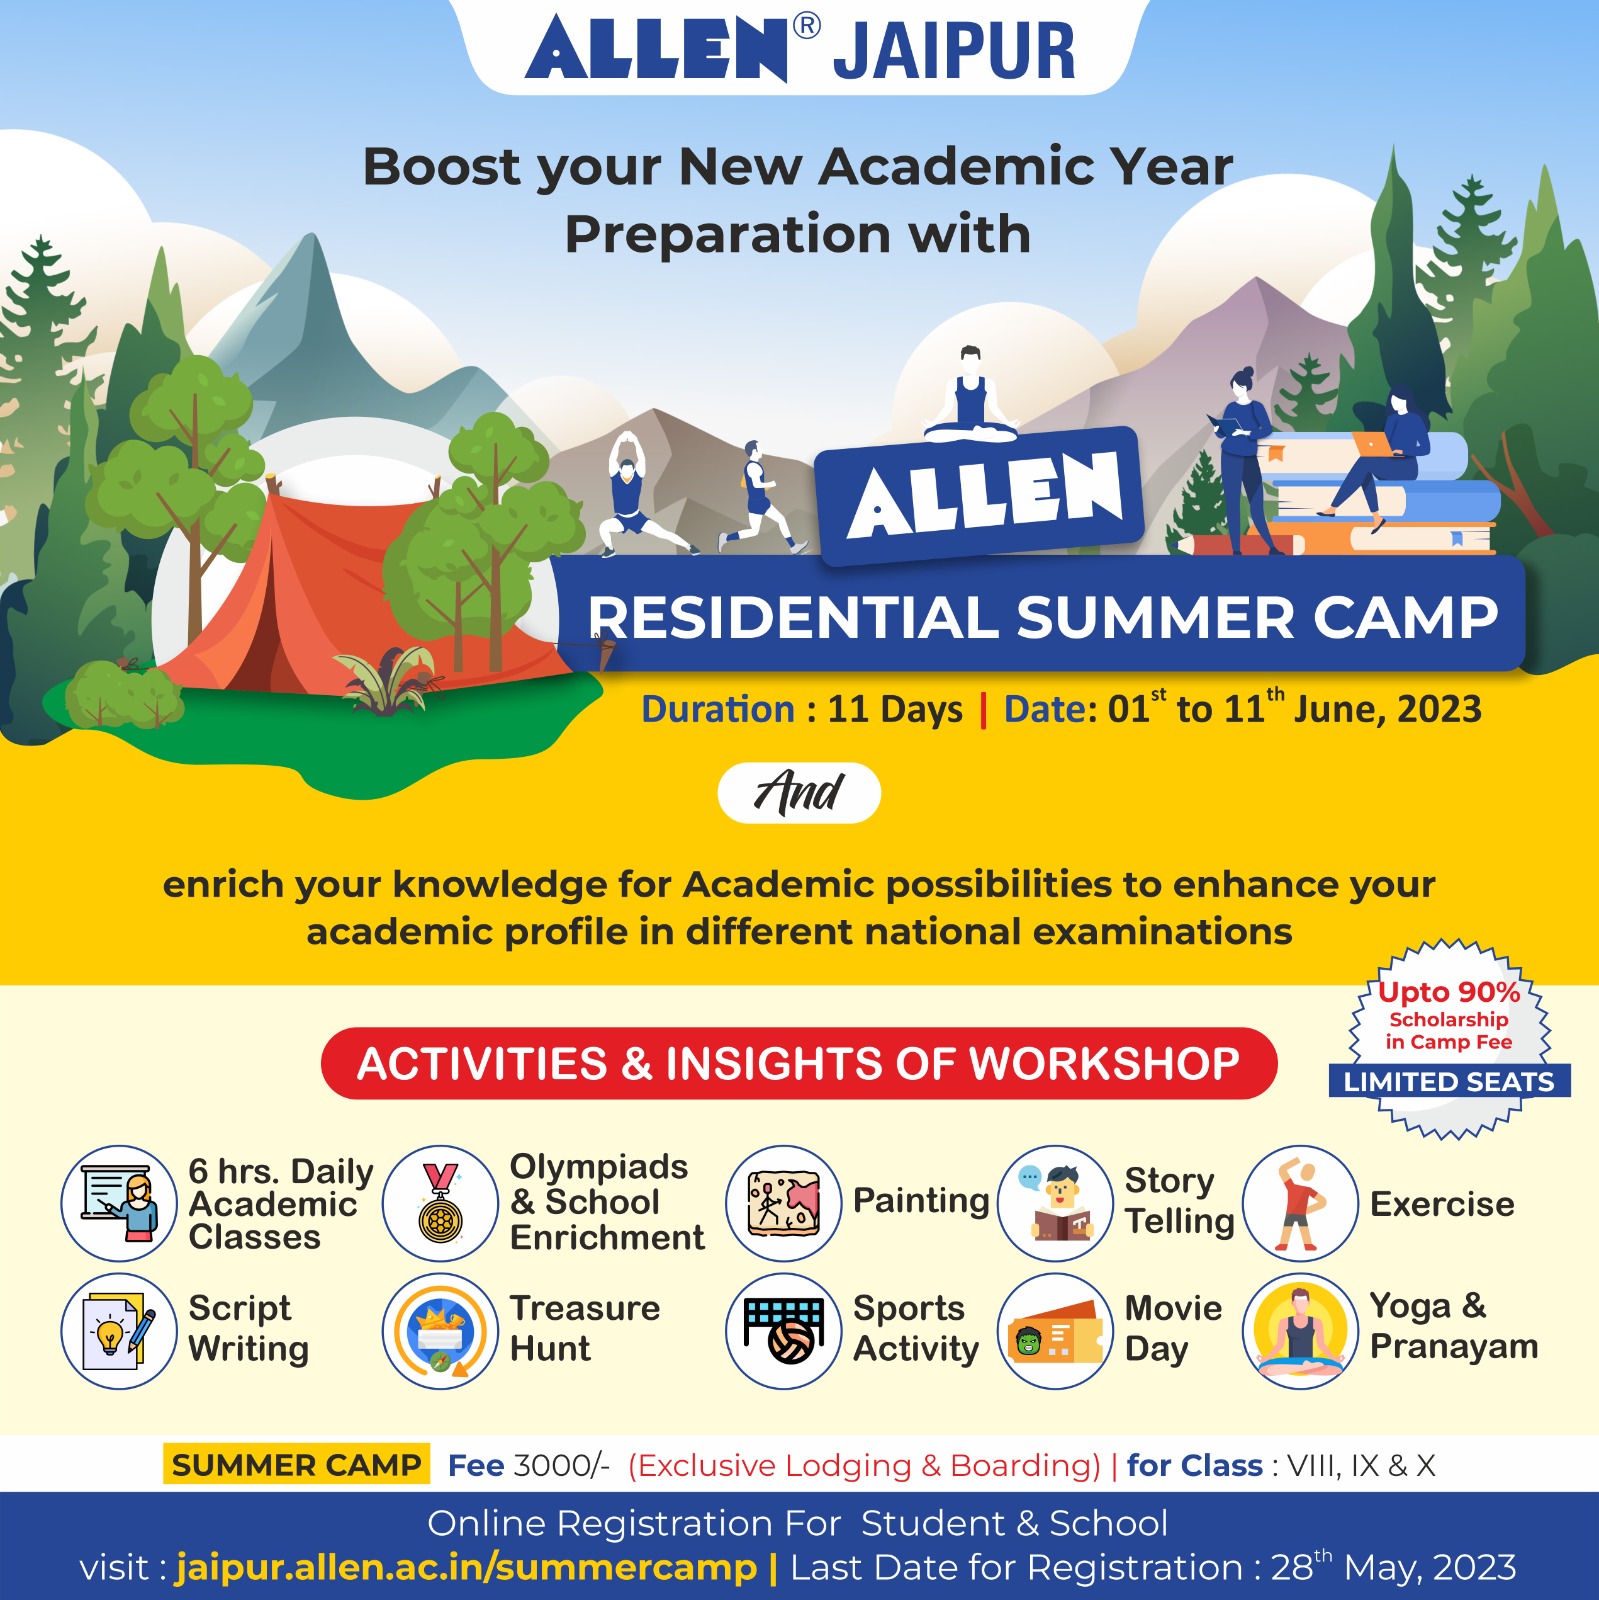 ALLEN® JAIPUR
Boost your New Academic Year
Preparation with
ALLEN
RESIDENTIAL SUMMER CAMP
Duration : 11 Days | Date: 01st to 11th June, 2023
And
enrich your knowledge for Academic possibilities to enhance your
academic profile in different national examinations
Upto 90%
Scholarship
in Camp Fee
LIMITED SEATS
ACTIVITIES & INSIGHTS OF WORKSHOP
6 hrs. Daily
Academic
Classes
Olympiads
& School
Enrichment
Painting
Story
Telling
Exercise
Script
Writing
Treasure
Hunt
Sports
Activity
Movie
Day
Yoga &
Pranayam
SUMMER CAMP Fee 3000/- (Exclusive Lodging & Boarding) | for Class : VIII, IX & X
Online Registration For Student & School
visit : jaipur.allen.ac.in/summercamp | Last Date for Registration : 28th May, 2023